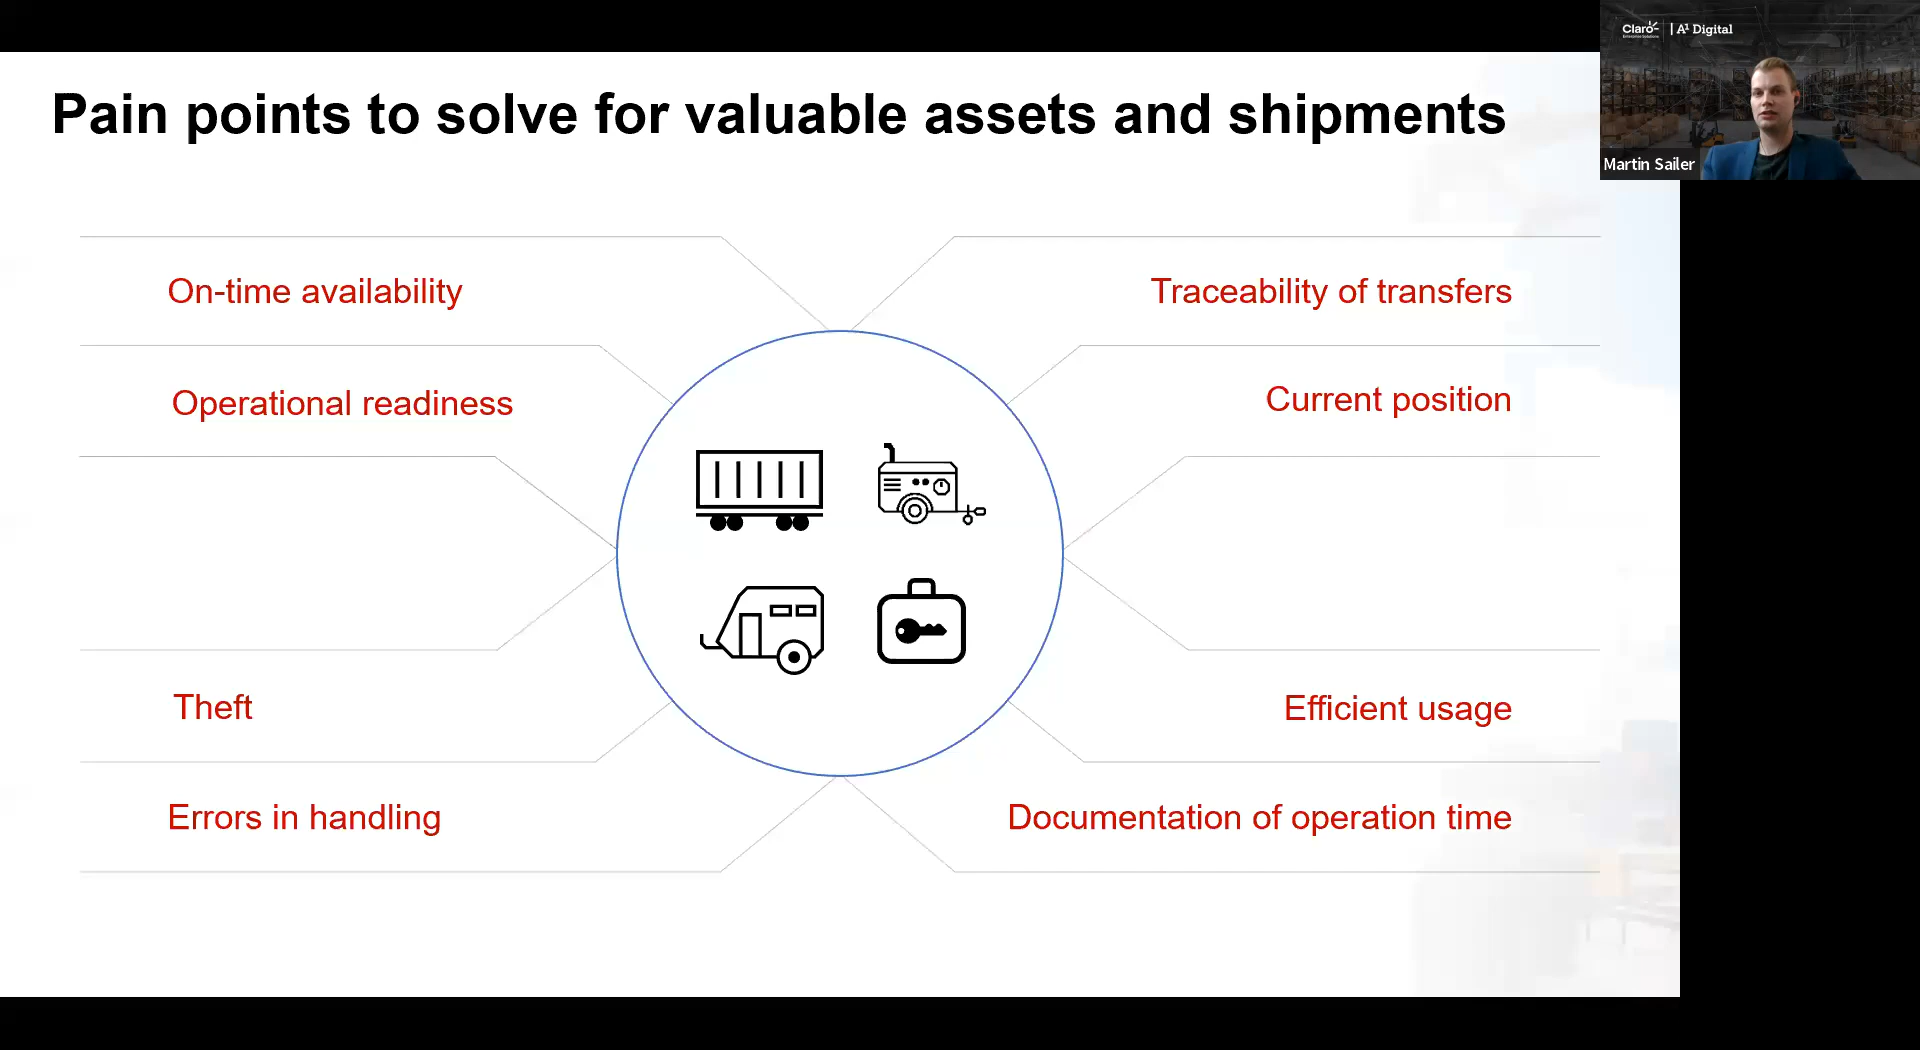 Pain points to solve for valuable assets and shipments
Claro | A¹ Digital
Martin Sailer
On-time availability
Traceability of transfers
Operational readiness
Current position
Theft
Efficient usage
Errors in handling
Documentation of operation time